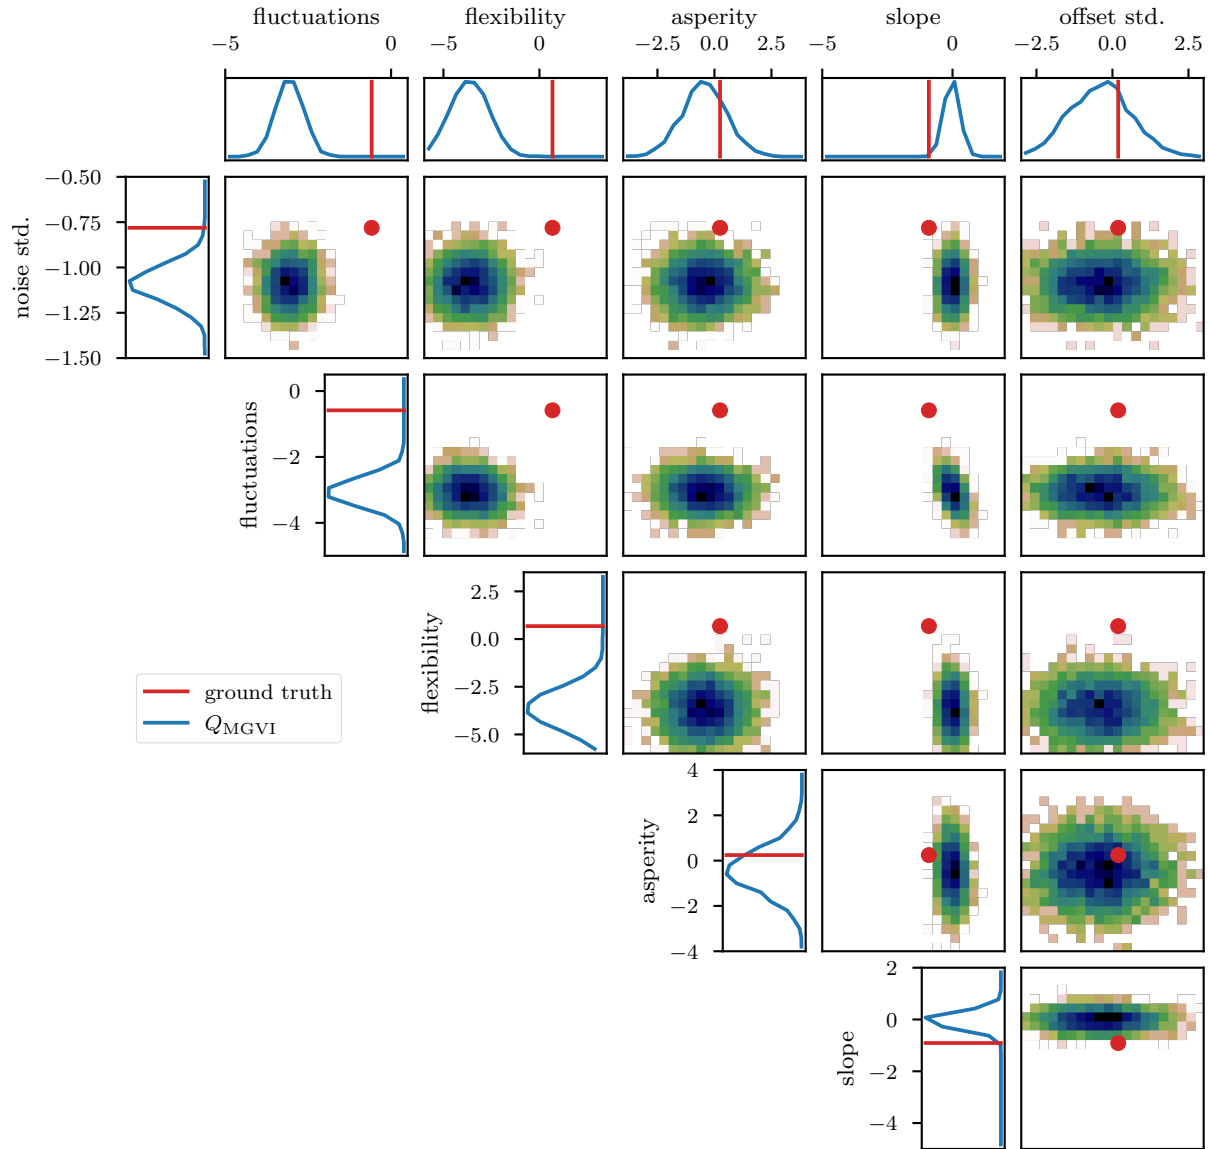 fluctuations flexibility asperity slope offset std.
−5 0 −5 0 −2.5 0.0 2.5 −5 0 −2.5 0.0 2.5
−0.50
−0.75
−1.00
−1.25
−1.50
noise std.
0
−2
−4
fluctuations
2.5
0.0
−2.5
−5.0
flexibility
ground truth
Q_MGVI
4
2
0
−2
−4
asperity
2
0
−2
−4
slope